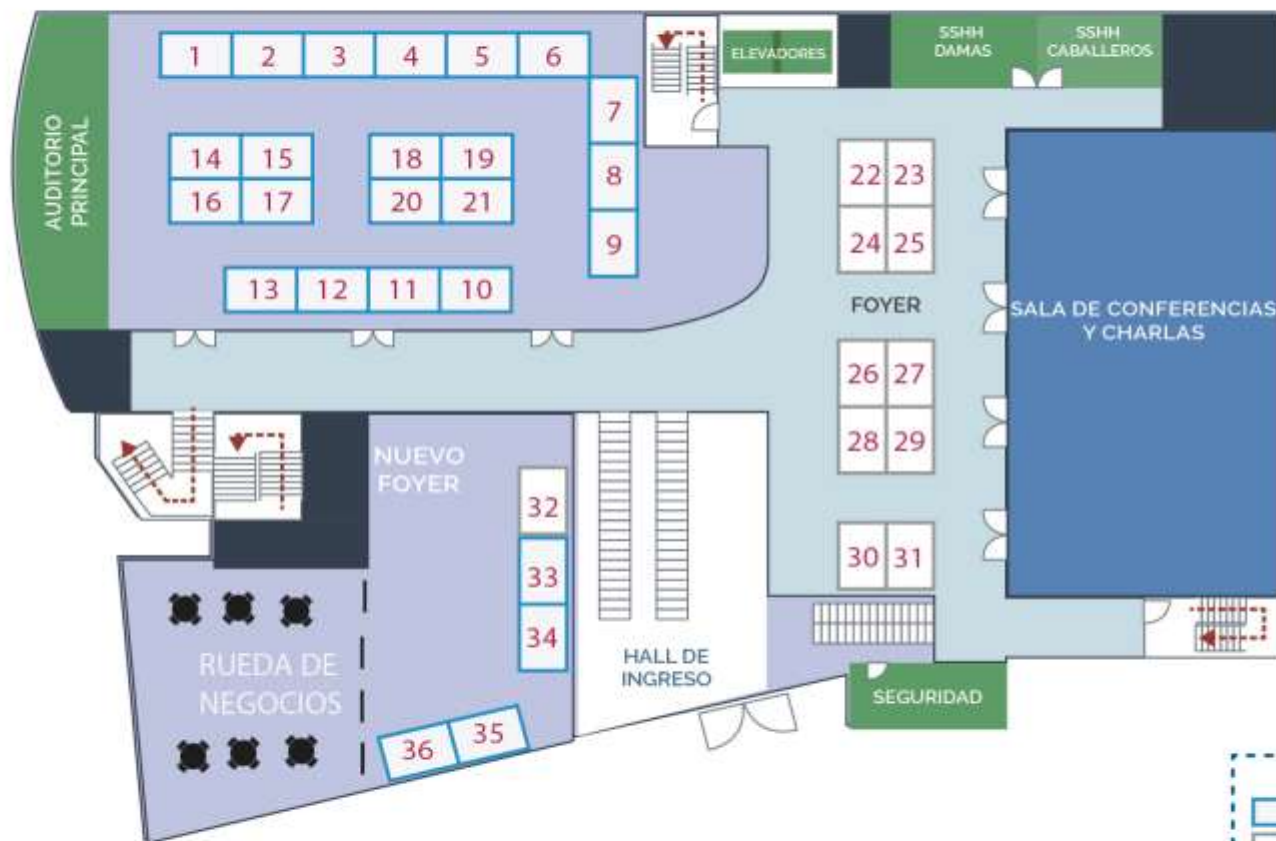 1 2 3 4 5 6
ELEVADORES
SSHH
DAMAS
SSHH
CABALLEROS
7
8
9
AUDITORIO
PRINCIPAL
14 15
16 17
18 19
20 21
13 12 11 10
22 23
24 25
FOYER
26 27
28 29
30 31
SALA DE CONFERENCIAS
Y CHARLAS
NUEVO
FOYER
32
33
34
35
36
RUEDA DE
NEGOCIOS
HALL DE
INGRESO
SEGURIDAD